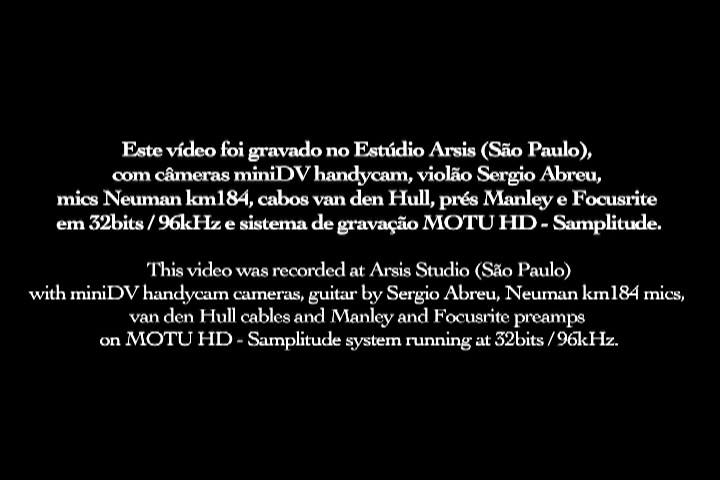 Este vídeo foi gravado no Estúdio Arsis (São Paulo),
com câmeras miniDV handycam, violão Sergio Abreu,
mics Neuman km184, cabos van den Hull, prés Manley e Focusrite
em 32bits / 96kHz e sistema de gravação MOTU HD - Samplitude.
This video was recorded at Arsis Studio (São Paulo)
with miniDV handycam cameras, guitar by Sergio Abreu, Neuman km184 mics,
van den Hull cables and Manley and Focusrite preamps
on MOTU HD - Samplitude system running at 32bits / 96kHz.